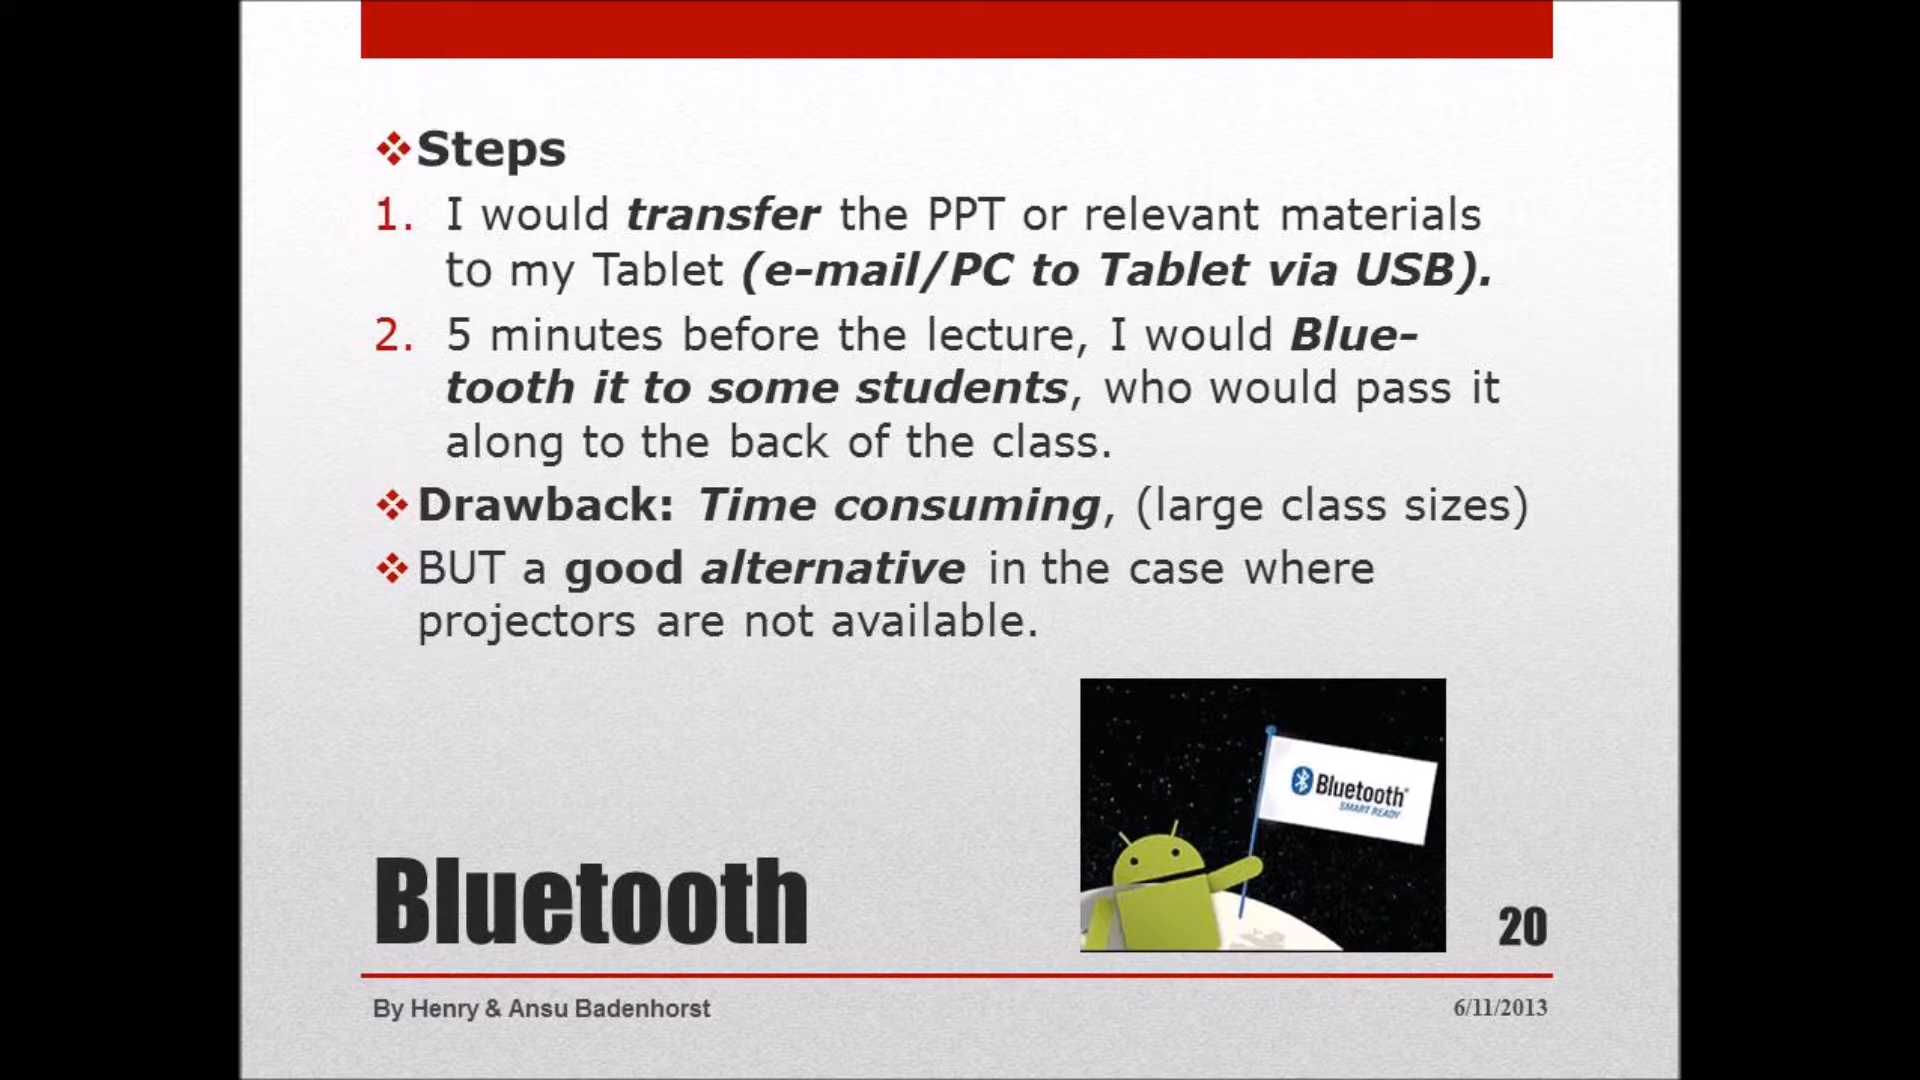 Steps
1. I would transfer the PPT or relevant materials
to my Tablet (e-mail/PC to Tablet via USB).
2. 5 minutes before the lecture, I would Blue-
tooth it to some students, who would pass it
along to the back of the class.
Drawback: Time consuming, (large class sizes)
BUT a good alternative in the case where
projectors are not available.
Bluetooth
SMART READY
Bluetooth
20
By Henry & Ansu Badenhorst
6/11/2013